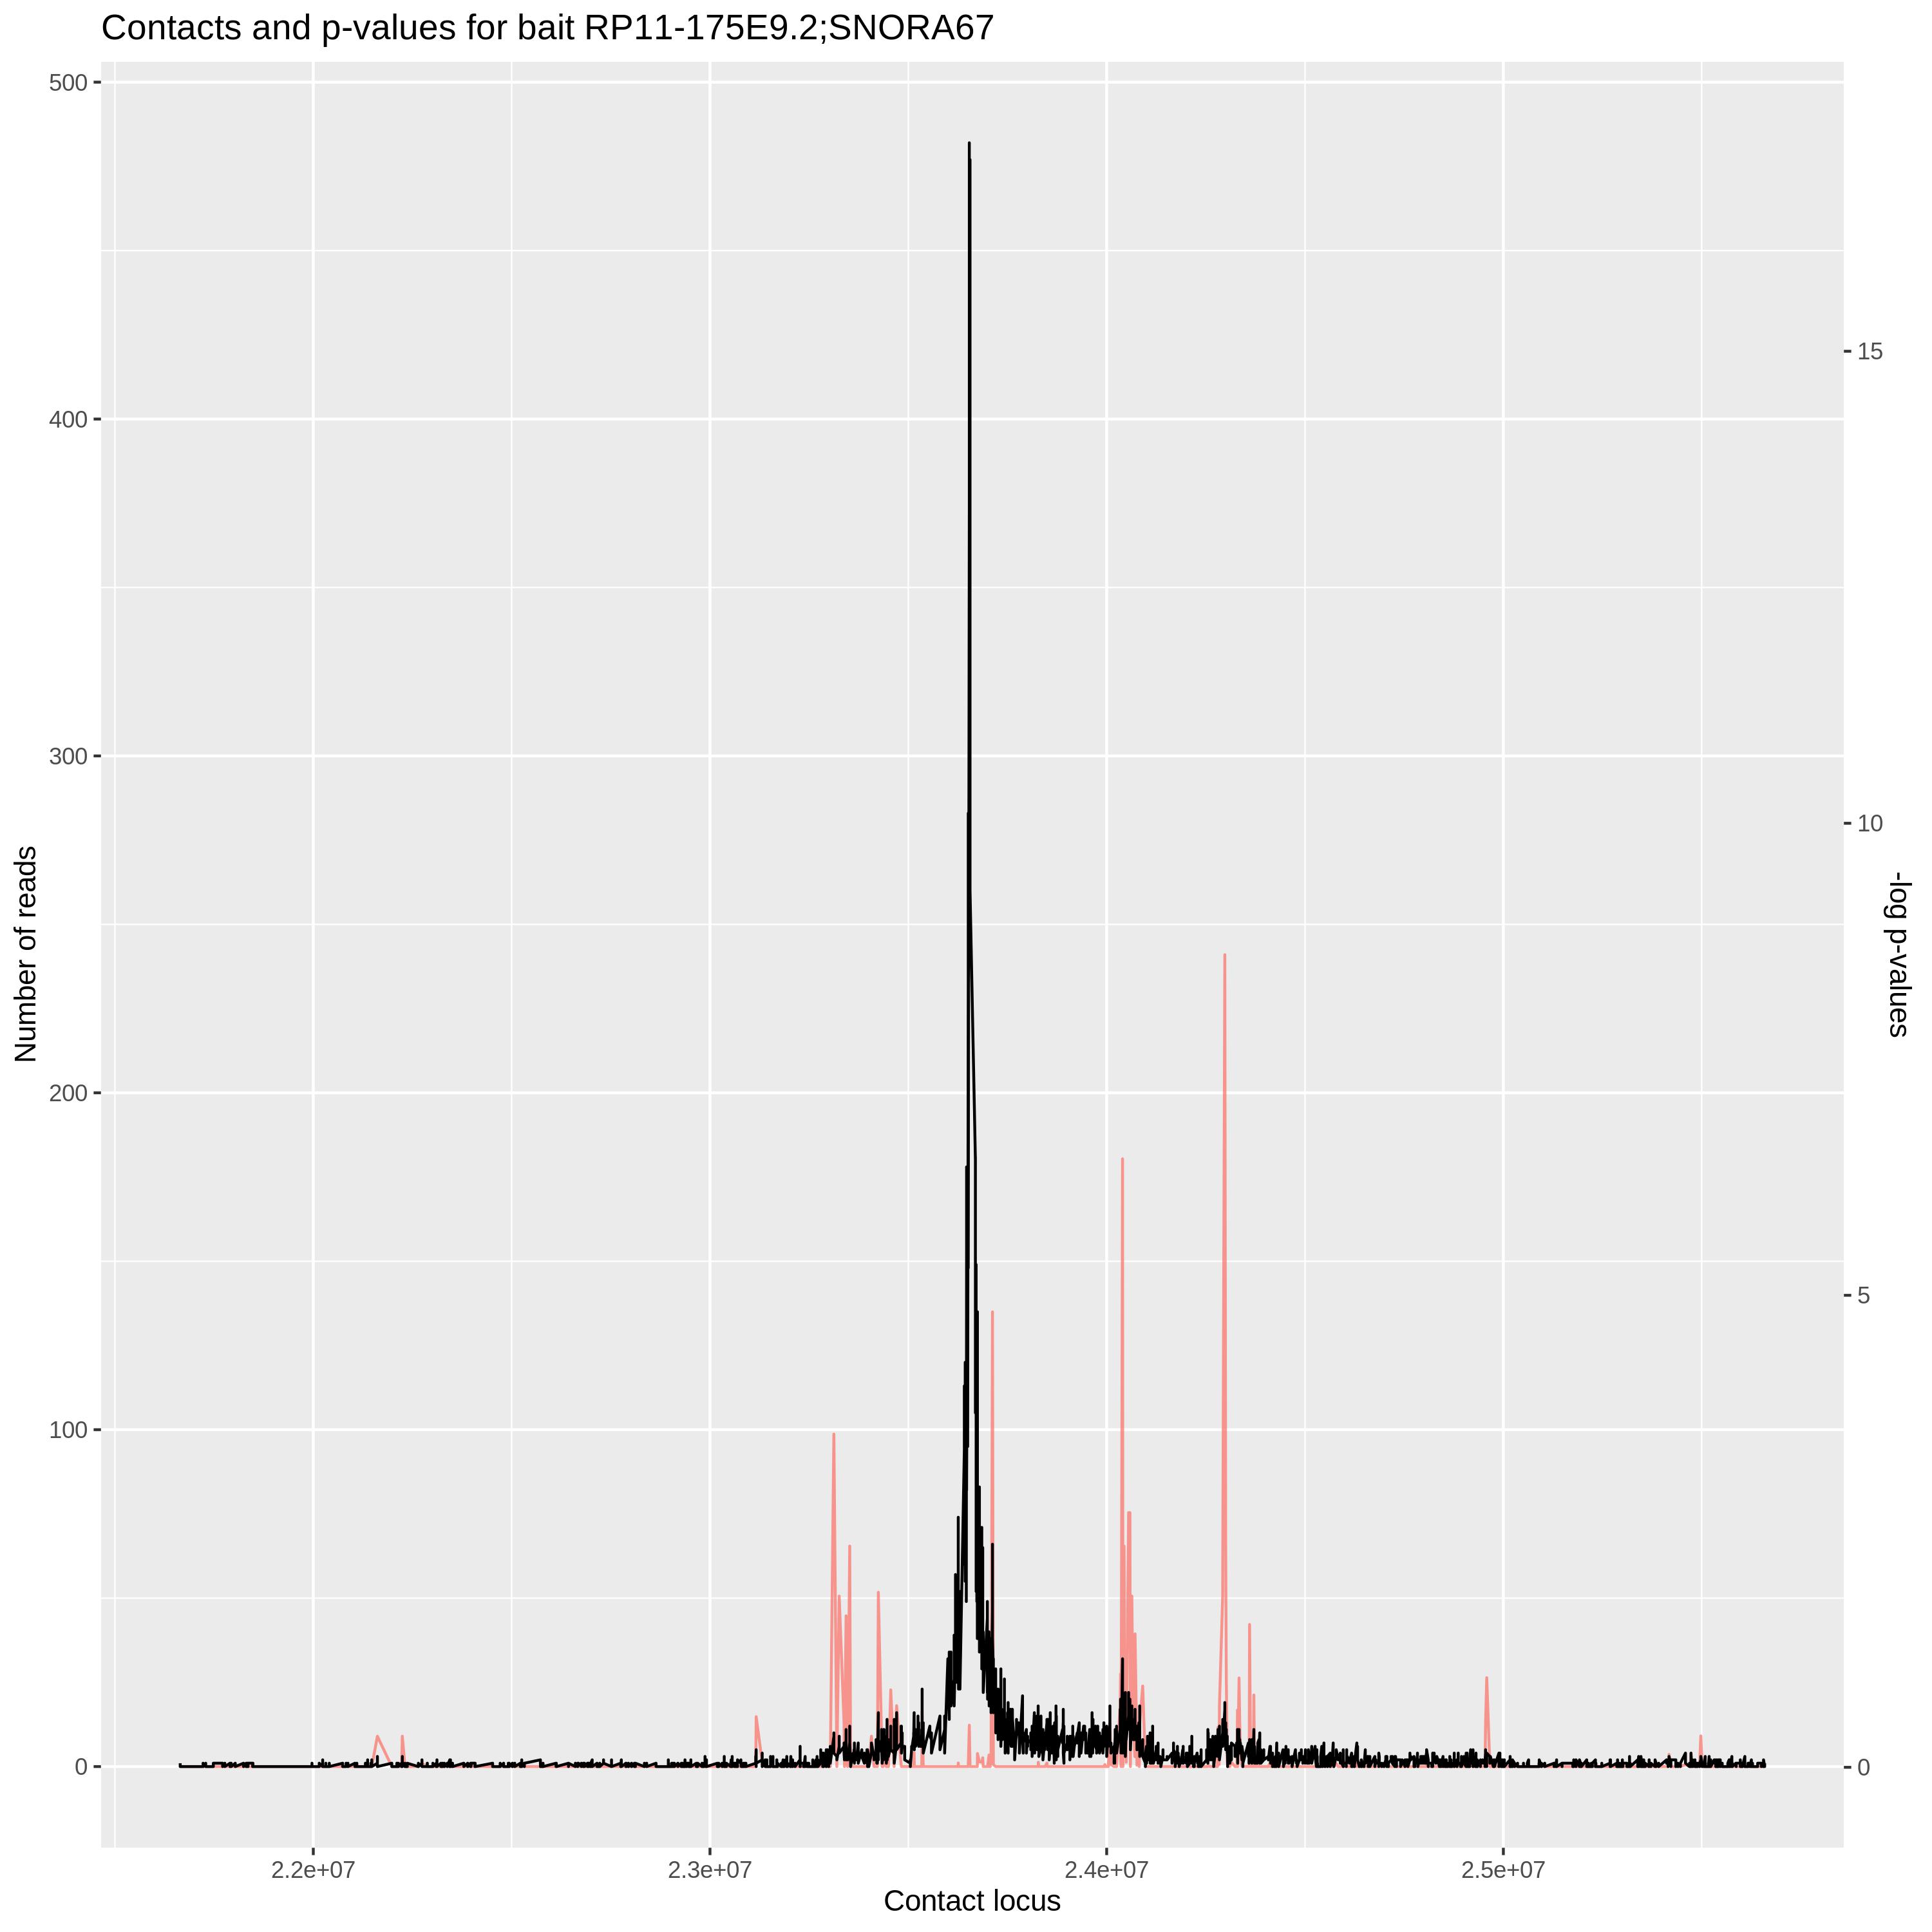 Contacts and p-values for bait RP11-175E9.2;SNORA67
500
400
300
200
100
0
Number of reads
15
10
5
0
-log p-values
2.2e+07
2.3e+07
2.4e+07
2.5e+07
Contact locus